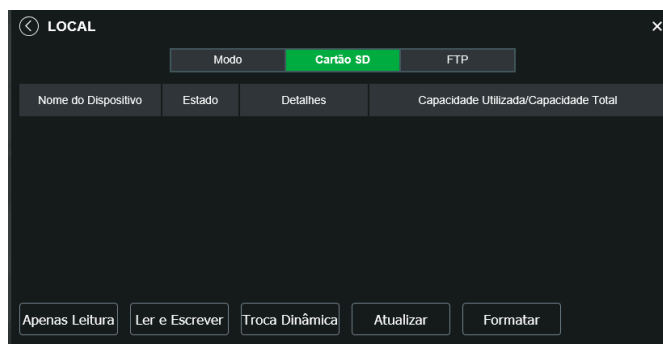 LOCAL
Modo Cartão SD FTP
Nome do Dispositivo Estado Detalhes Capacidade Utilizada/Capacidade Total
Apenas Leitura Ler e Escrever Troca Dinâmica Atualizar Formatar